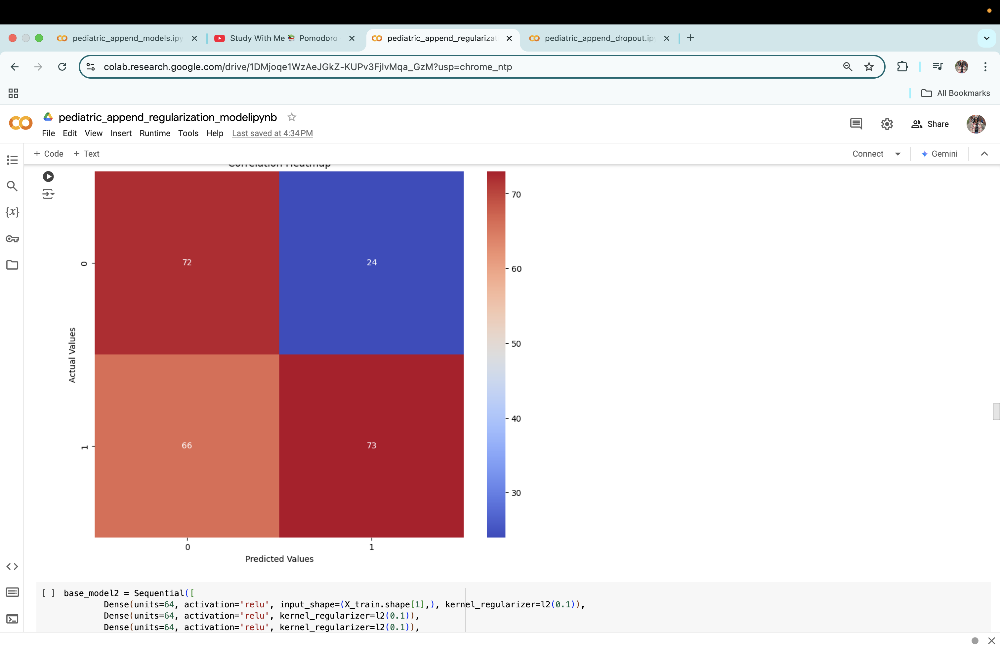 pediatric_append_models.ipy
Study With Me 📚 Pomodoro
pediatric_append_regularizat
pediatric_append_dropout.ip
colab.research.google.com/drive/1DMjoqe1WzAeJGkZ-KUPv3FjIvMqa_GzM?usp=chrome_ntp
All Bookmarks
pediatric_append_regularization_modelipynb
Share
File Edit View Insert Runtime Tools Help Last saved at 4:34 PM
+ Code + Text
Connect
Gemini
Correlation Heatmap
{x}
72
24
66
73
0
1
Actual Values
0
1
Predicted Values
70
60
50
40
30
[ ] base_model2 = Sequential([
Dense(units=64, activation='relu', input_shape=(X_train.shape[1],), kernel_regularizer=l2(0.1)),
Dense(units=64, activation='relu', kernel_regularizer=l2(0.1)),
Dense(units=64, activation='relu', kernel_regularizer=l2(0.1)),